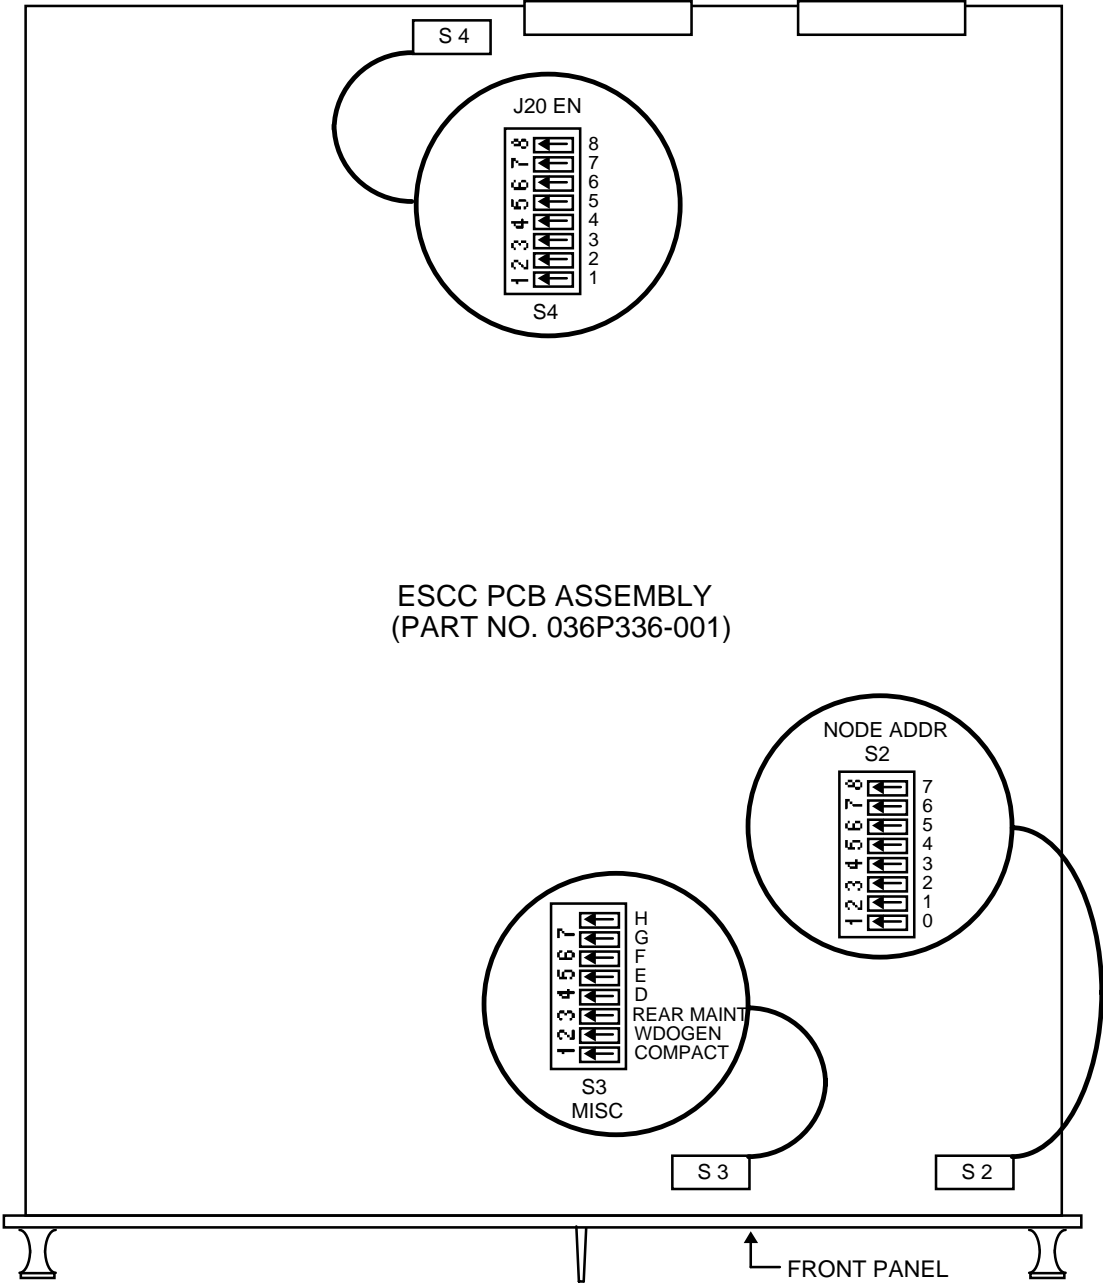 S 4
J20 EN
8 8
7 7
6 6
5 5
4 4
3 3
2 2
1 1
S4
ESCC PCB ASSEMBLY
(PART NO. 036P336-001)
NODE ADDR
S2
8 7
7 6
6 5
5 4
4 3
3 2
2 1
1 0
H
7 G
6 F
5 E
4 D
3 REAR MAINT
2 WDOGEN
1 COMPACT
S3
MISC
S 3
S 2
FRONT PANEL